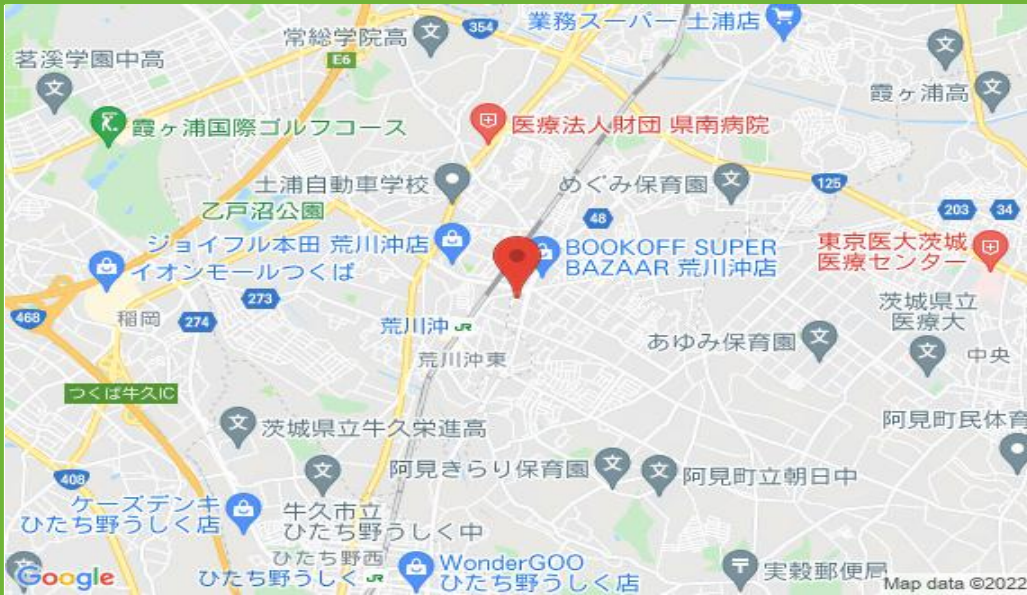 業務スーパー 土浦店
常総学院高
354
茗溪学園中高
E6
霞ヶ浦高
霞ヶ浦国際ゴルフコース
医療法人財団 県南病院
土浦自動車学校
めぐみ保育園
125
乙戸沼公園
48
203
34
ジョイフル本田 荒川沖店
BOOKOFF SUPER
BAZAAR 荒川沖店
東京医大茨城
医療センター
イオンモールつくば
273
468
稲岡
274
荒川沖 JR
茨城県立
医療大
あゆみ保育園
中央
荒川沖東
つくば牛久IC
茨城県立牛久栄進高
阿見町民体育
阿見きらり保育園
阿見町立朝日中
408
ケーズデンキ
ひたち野うしく店
牛久市立
ひたち野うしく中
ひたち野西
ひたち野うしく JR
WonderGOO
ひたち野うしく店
実穀郵便局
Google
Map data ©2022